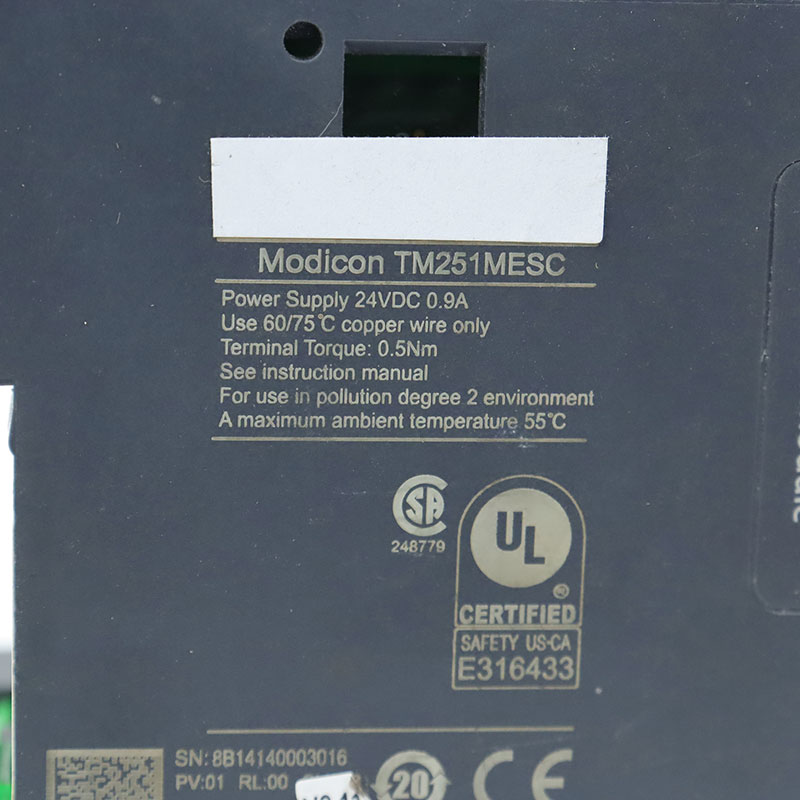 Modicon TM251MESC
Power Supply 24VDC 0.9A
Use 60/75℃ copper wire only
Terminal Torque: 0.5Nm
See instruction manual
For use in pollution degree 2 environment
A maximum ambient temperature 55℃
SA
248779
UL
®
CERTIFIED
SAFETY US-CA
E316433
SN: 8B14140003016
PV:01 RL:00
20
CE